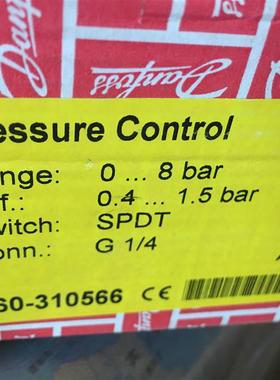 Danfoss
essure Control
nge: 0 ... 8 bar
f.: 0.4 ... 1.5 bar
witch: SPDT
onn.: G 1/4
60-310566 CE